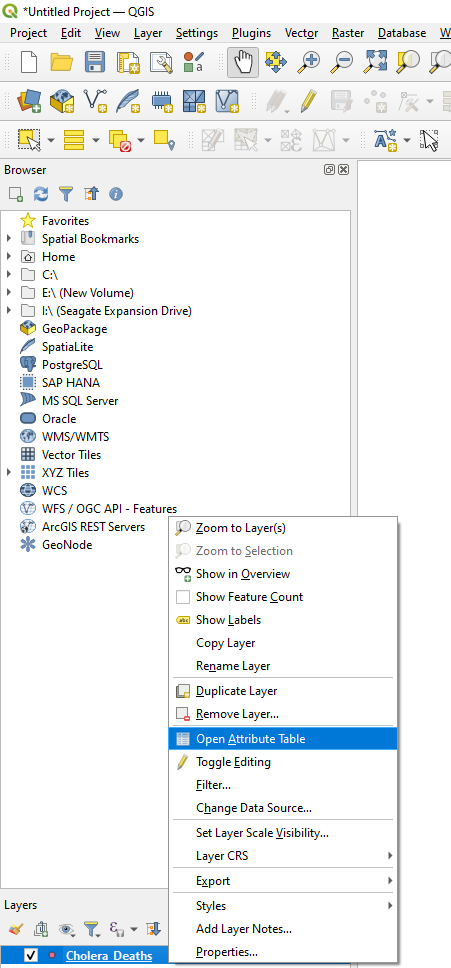 *Untitled Project — QGIS
Project Edit View Layer Settings Plugins Vector Raster Database W
Browser
Favorites
Spatial Bookmarks
Home
C:\
E:\ (New Volume)
I:\ (Seagate Expansion Drive)
GeoPackage
SpatiaLite
PostgreSQL
SAP HANA
MS SQL Server
Oracle
WMS/WMTS
Vector Tiles
XYZ Tiles
WCS
WFS / OGC API - Features
ArcGIS REST Servers
GeoNode
Zoom to Layer(s)
Zoom to Selection
Show in Overview
Show Feature Count
abc Show Labels
Copy Layer
Rename Layer
Duplicate Layer
Remove Layer...
Open Attribute Table
Toggle Editing
Filter...
Change Data Source...
Set Layer Scale Visibility...
Layer CRS
Export
Styles
Add Layer Notes...
Properties...
Layers
Cholera_Deaths